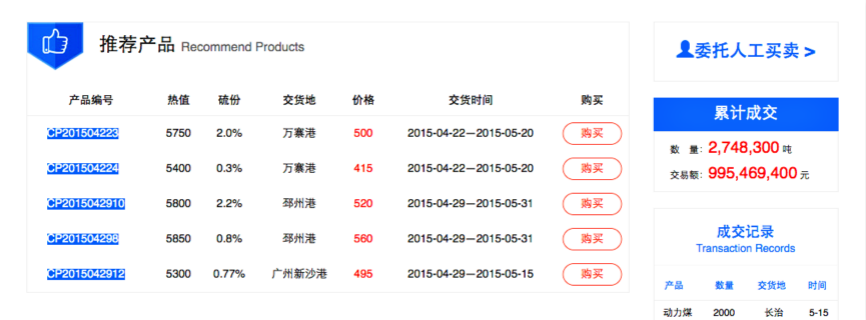 推荐产品 Recommend Products
产品编号 热值 硫份 交货地 价格 交货时间 购买
CP201504223 5750 2.0% 万寨港 500 2015-04-22—2015-05-20 购买
CP201504224 5400 0.3% 万寨港 415 2015-04-22—2015-05-20 购买
CP2015042910 5800 2.2% 邳州港 520 2015-04-29—2015-05-31 购买
CP201504298 5850 0.8% 邳州港 560 2015-04-29—2015-05-31 购买
CP2015042912 5300 0.77% 广州新沙港 495 2015-04-29—2015-05-15 购买
委托人工买卖 >
累计成交
数 量: 2,748,300 吨
交易额: 995,469,400 元
成交记录
Transaction Records
产品 数量 交货地 时间
动力煤 2000 长治 5-15